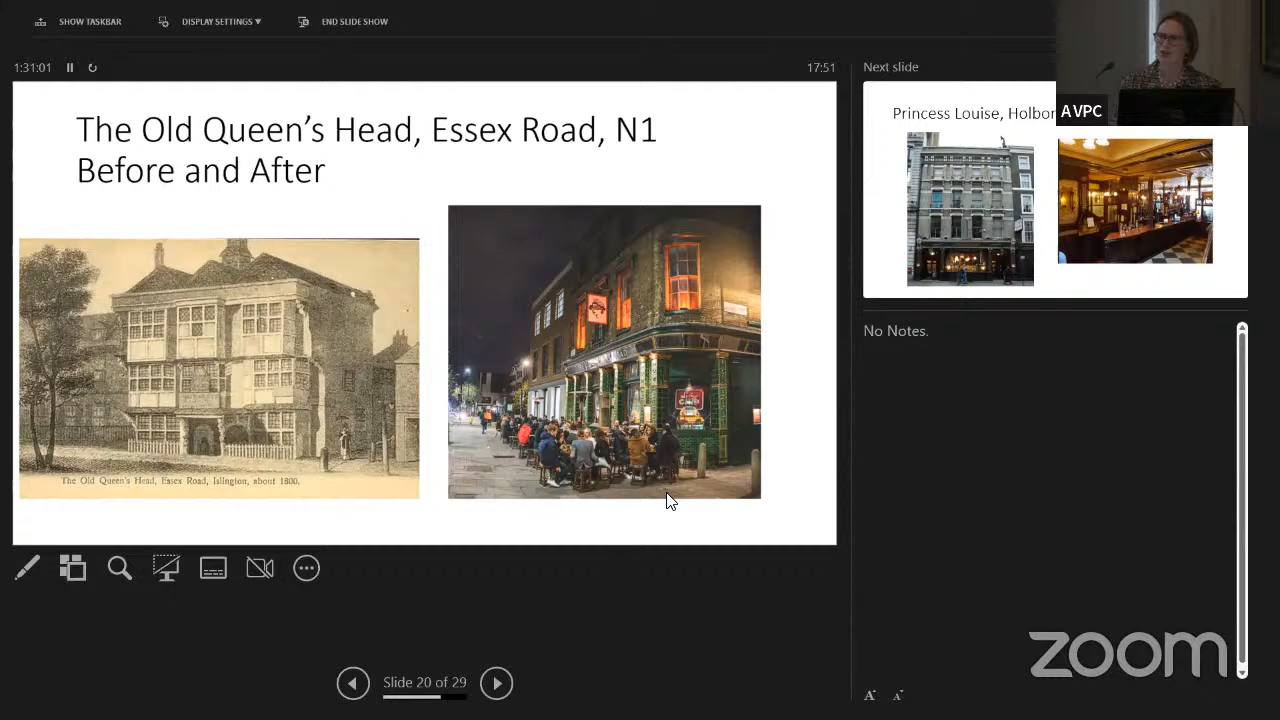 SHOW TASKBAR
DISPLAY SETTINGS ▼
END SLIDE SHOW
1:31:01
17:51
Next slide
The Old Queen's Head, Essex Road, N1
Before and After
The Old Queen's Head, Essex Road, Islington, about 1800.
Princess Louise, Holbor
AVPC
No Notes.
Slide 20 of 29
A A
zoom